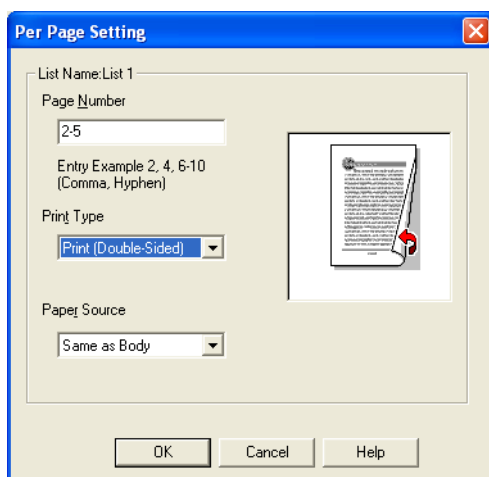 Per Page Setting
List Name:List 1
Page Number
2-5
Entry Example 2, 4, 6-10
(Comma, Hyphen)
Print Type
Print (Double-Sided)
Paper Source
Same as Body
OK Cancel Help